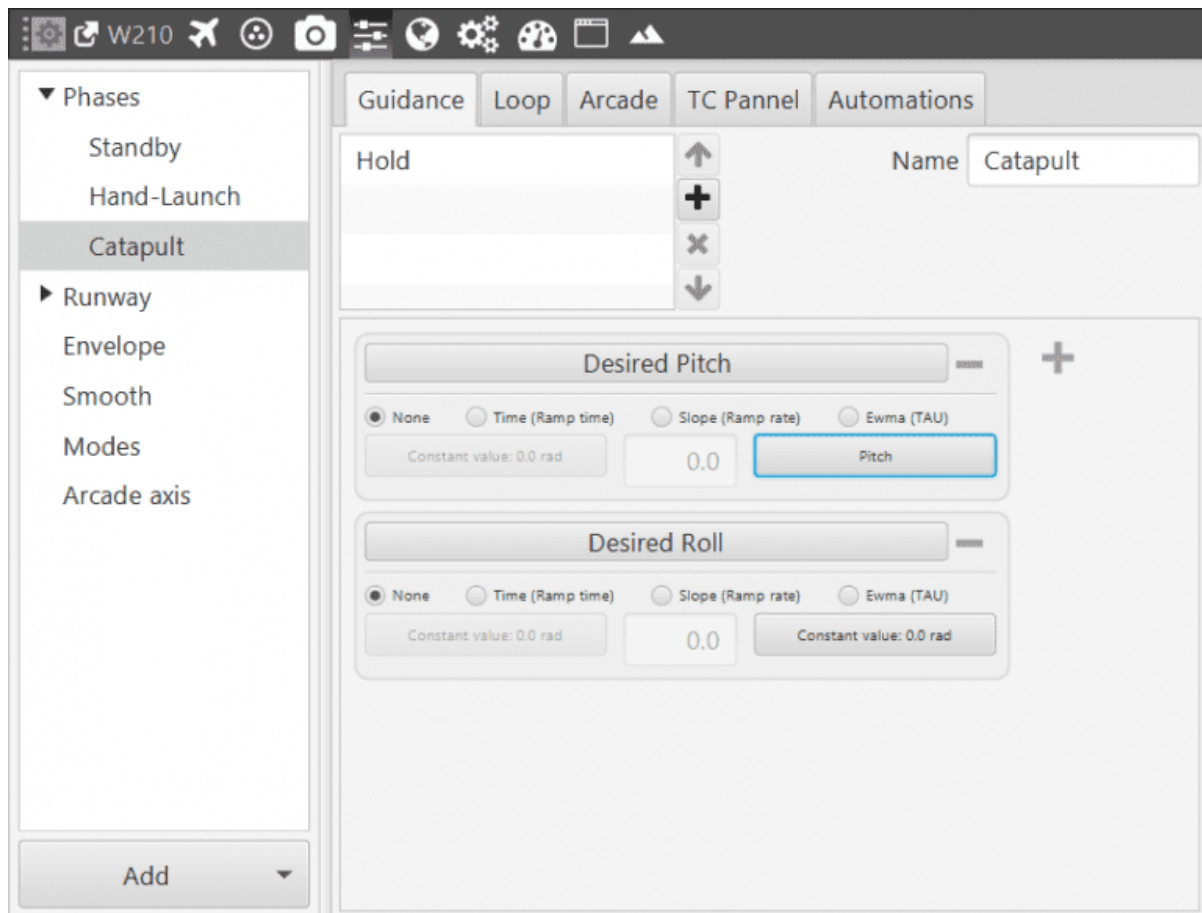 W210
Phases
Standby
Hand-Launch
Catapult
Runway
Envelope
Smooth
Modes
Arcade axis
Add
Guidance Loop Arcade TC Pannel Automations
Hold
Name Catapult
Desired Pitch
None Time (Ramp time) Slope (Ramp rate) Ewma (TAU)
Constant value: 0.0 rad 0.0 Pitch
Desired Roll
None Time (Ramp time) Slope (Ramp rate) Ewma (TAU)
Constant value: 0.0 rad 0.0 Constant value: 0.0 rad